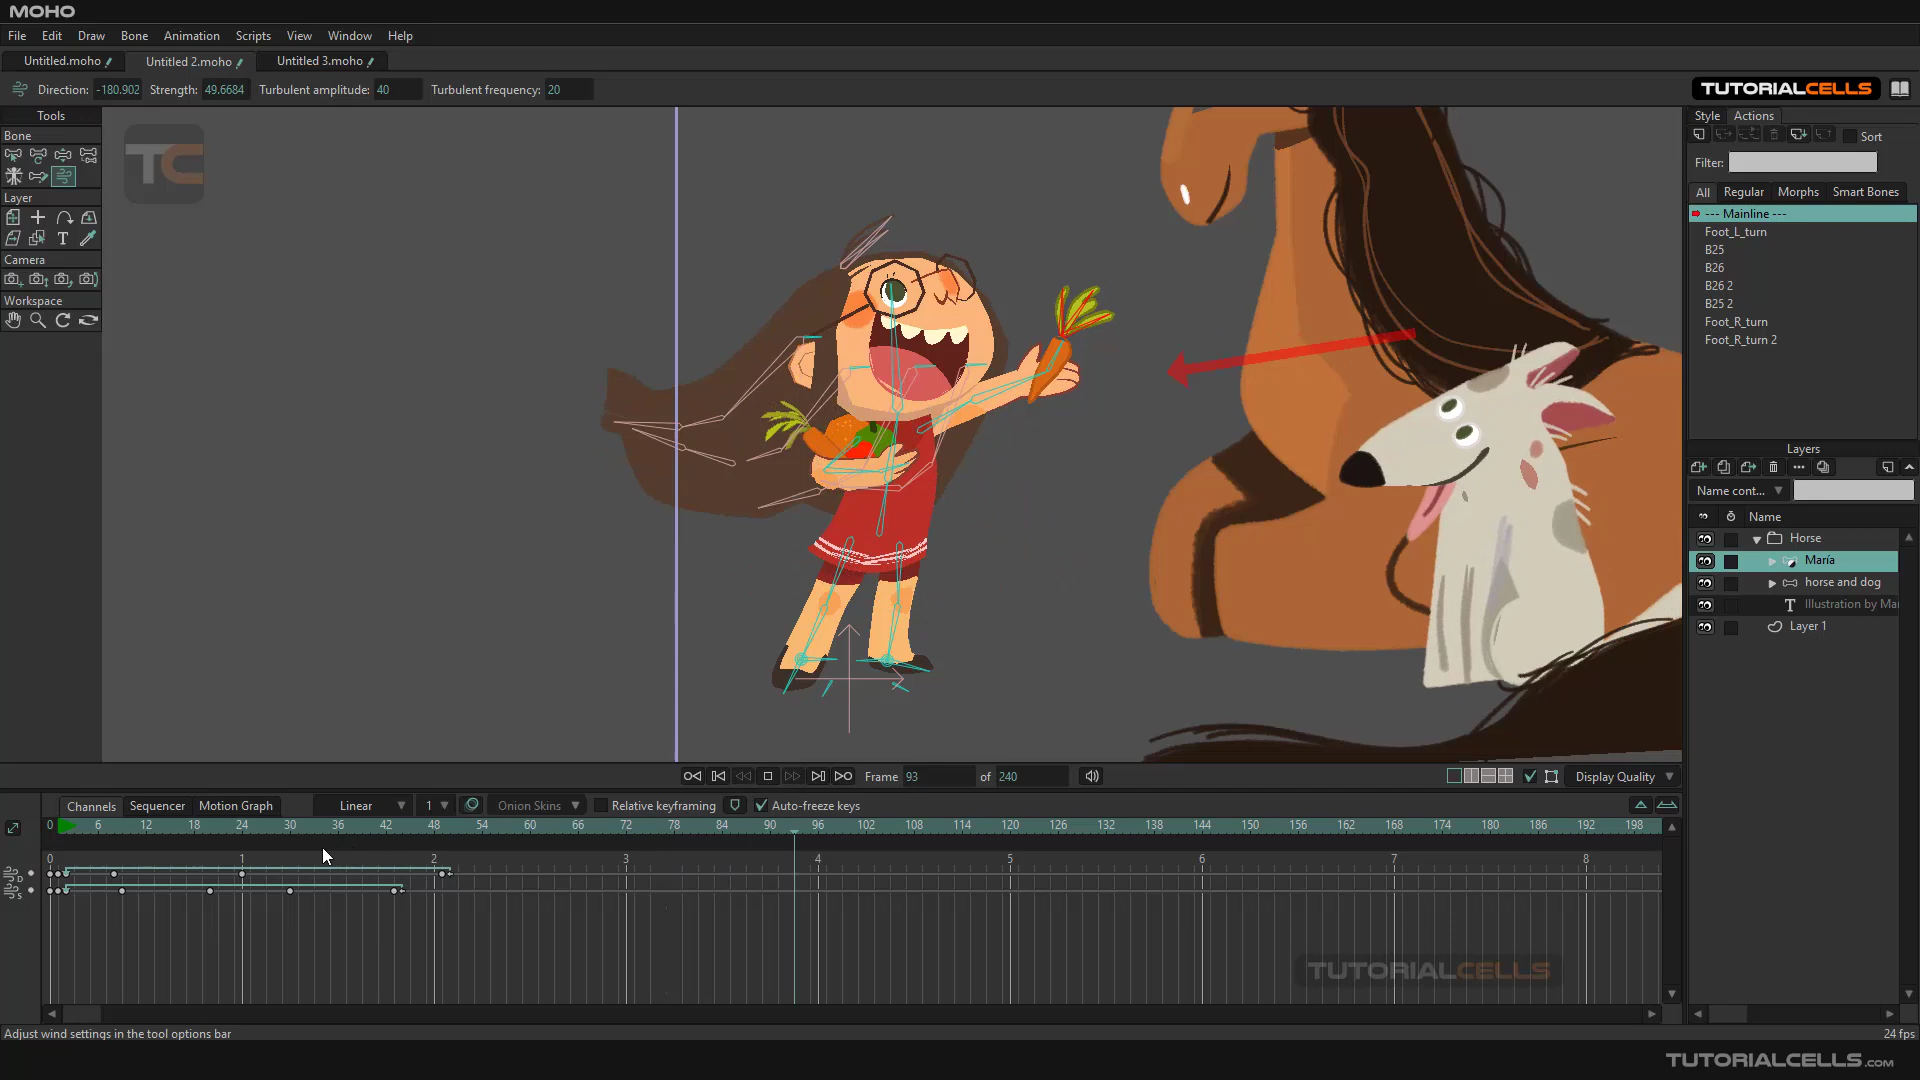 MOHO
File Edit Draw Bone Animation Scripts View Window Help
Untitled.moho Untitled 2.moho Untitled 3.moho
Direction: -180.902 Strength: 49.6684 Turbulent amplitude: 40 Turbulent frequency: 20
TUTORIALCELLS
Tools
Bone
Layer
T
Camera
Workspace
TC
Style Actions
Sort
Filter:
All Regular Morphs Smart Bones
--- Mainline ---
Foot_L_turn
B25
B26
B26 2
B25 2
Foot_R_turn
Foot_R_turn 2
Layers
Name cont...
Name
Horse
María
horse and dog
T Illustration by Mar
Layer 1
Frame 93 of 240
Display Quality
Channels Sequencer Motion Graph Linear 1 Onion Skins Relative keyframing Auto-freeze keys
0 6 12 18 24 30 36 42 48 54 60 66 72 78 84 90 96 102 108 114 120 126 132 138 144 150 156 162 168 174 180 186 192 198
0 1 2 3 4 5 6 7 8
D
S
TUTORIALCELLS
Adjust wind settings in the tool options bar
24 fps
TUTORIALCELLS.COM